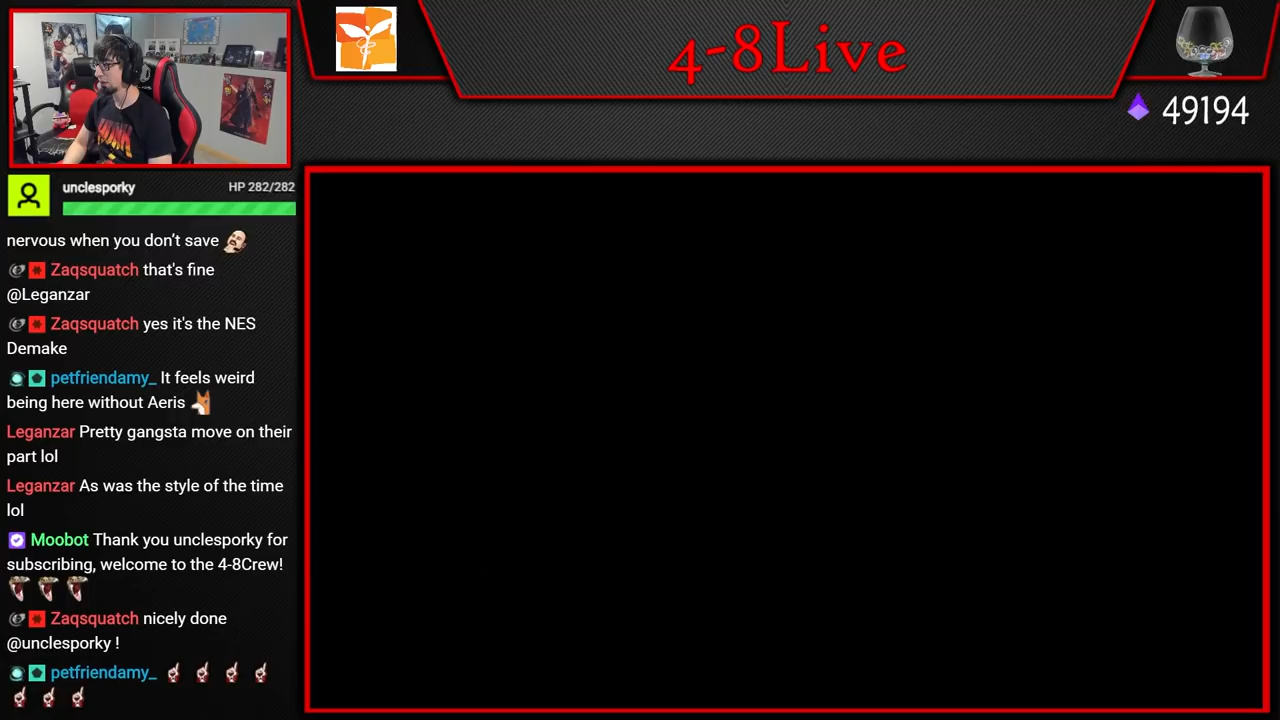 4-8Live
49194
unclesporky HP 282/282
nervous when you don’t save
Zaqsquatch that's fine
@Leganzar
Zaqsquatch yes it's the NES
Demake
petfriendamy_ It feels weird
being here without Aeris
Leganzar Pretty gangsta move on their
part lol
Leganzar As was the style of the time
lol
Moobot Thank you unclesporky for
subscribing, welcome to the 4-8Crew!
Zaqsquatch nicely done
@unclesporky !
petfriendamy_